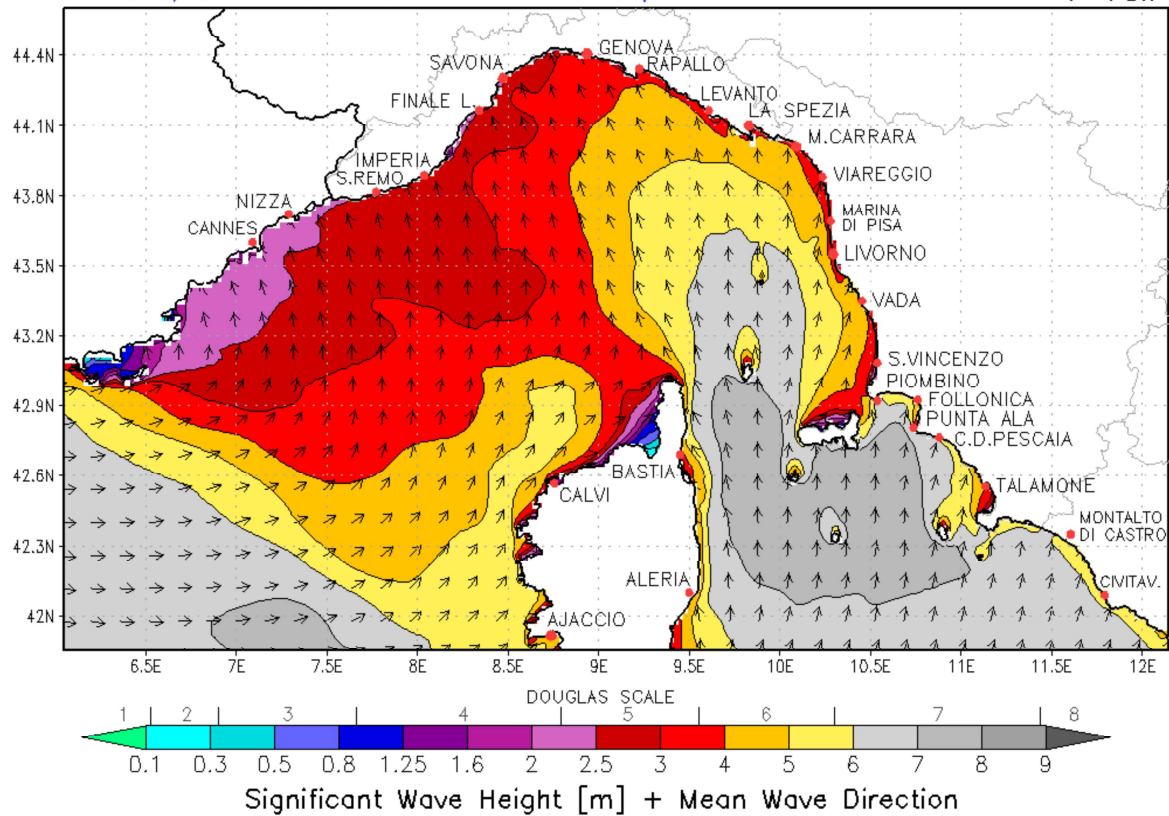 44.4N
44.1N
43.8N
43.5N
43.2N
42.9N
42.6N
42.3N
42N
GENOVA
SAVONA
RAPALLO
FINALE L.
LEVANTO
LA SPEZIA
M.CARRARA
IMPERIA
S.REMO
VIAREGGIO
NIZZA
MARINA
DI PISA
CANNES
LIVORNO
VADA
S.VINCENZO
PIOMBINO
FOLLONICA
PUNTA ALA
C.D.PESCAIA
BASTIA
CALVI
TALAMONE
MONTALTO
DI CASTRO
ALERIA
CIVITAV.
AJACCIO
6.5E 7E 7.5E 8E 8.5E 9E 9.5E 10E 10.5E 11E 11.5E 12E
DOUGLAS SCALE
1 2 3 4 5 6 7 8
0.1 0.3 0.5 0.8 1.25 1.6 2 2.5 3 4 5 6 7 8 9
Significant Wave Height [m] + Mean Wave Direction